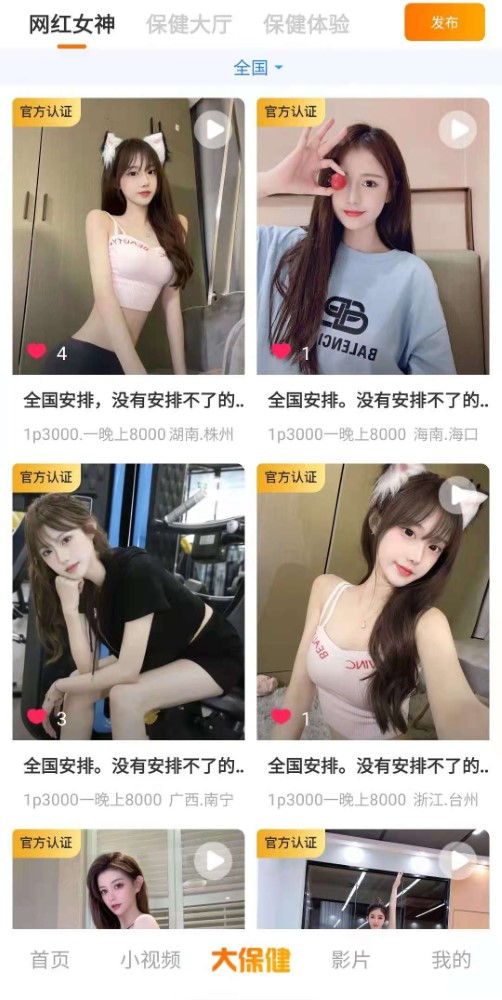 网红女神 保健大厅 保健体验 发布
全国
官方认证 官方认证
BEAUTY
BALENCI
4 1
全国安排，没有安排不了的.. 全国安排。没有安排不了的..
1p3000.一晚上8000 湖南.株州 1p3000一晚上8000 海南.海口
官方认证 官方认证
3 1
全国安排。没有安排不了的.. 全国安排。没有安排不了的..
1p3000一晚上8000 广西.南宁 1p3000一晚上8000 浙江.台州
官方认证 官方认证
首页 小视频 大保健 影片 我的